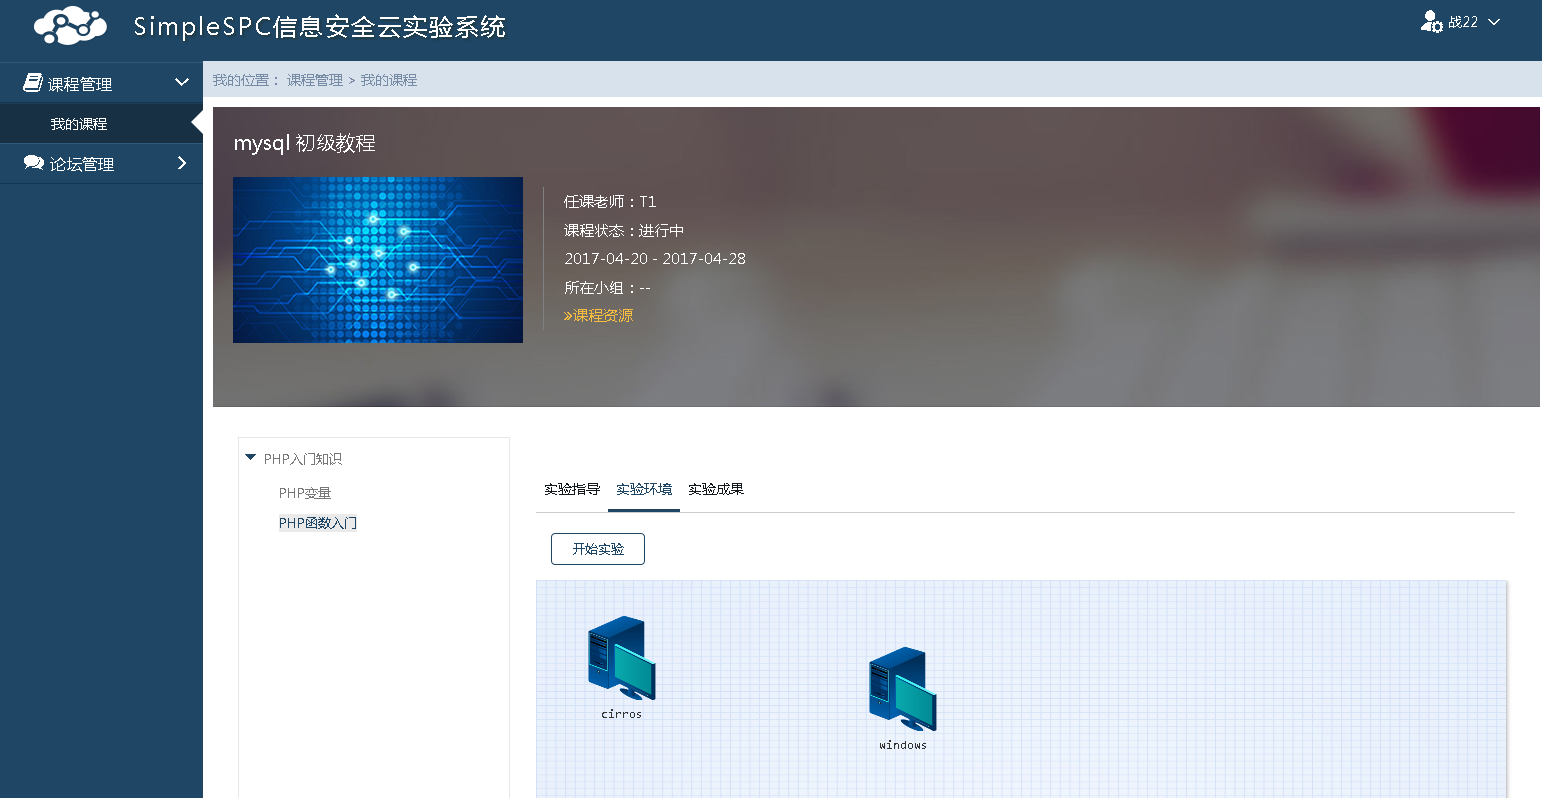 SimpleSPC信息安全云实验系统
战22
课程管理
我的课程
论坛管理
我的位置： 课程管理 > 我的课程
mysql 初级教程
任课老师：T1
课程状态：进行中
2017-04-20 - 2017-04-28
所在小组：--
»课程资源
PHP入门知识
PHP变量
PHP函数入门
实验指导 实验环境 实验成果
开始实验
cirros
windows